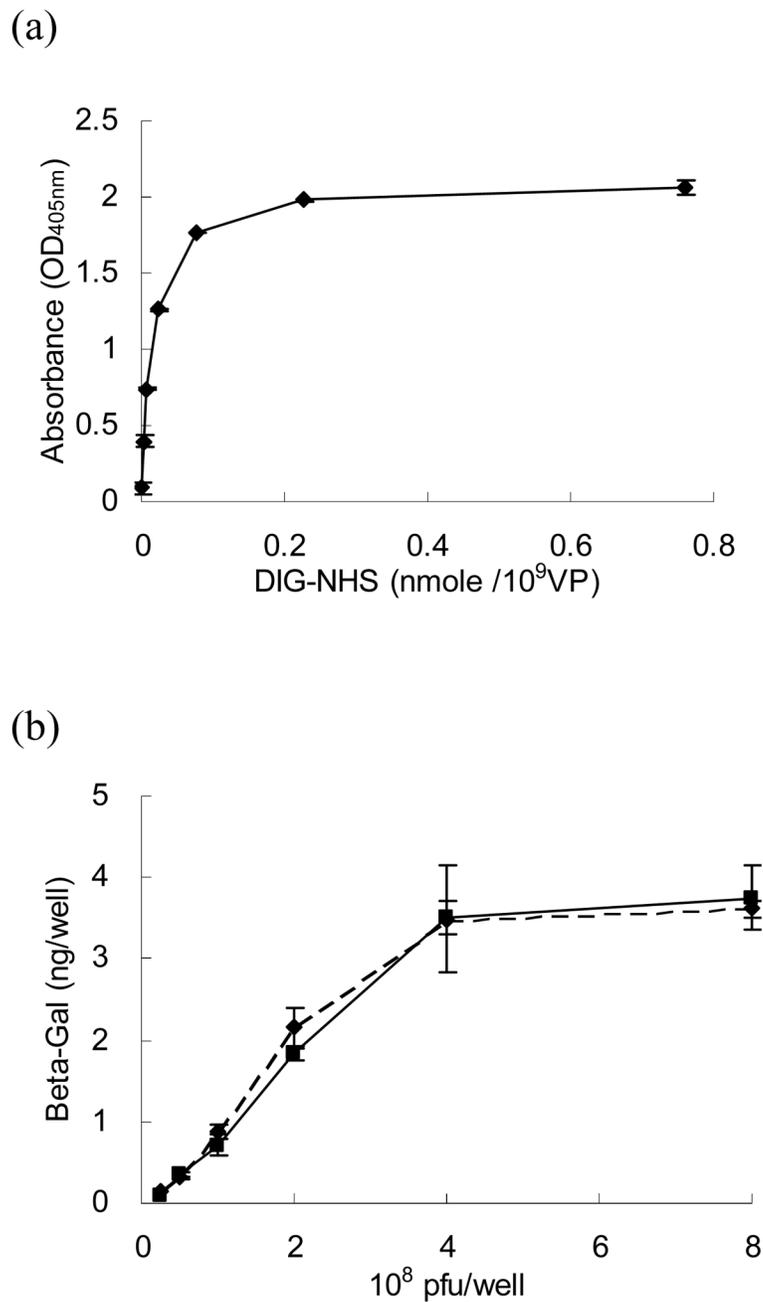 (a)
2.5
2
1.5
1
0.5
0
Absorbance (OD405nm)
0 0.2 0.4 0.6 0.8
DIG-NHS (nmole /10⁹VP)
(b)
5
4
3
2
1
0
Beta-Gal (ng/well)
0 2 4 6 8
10⁸ pfu/well